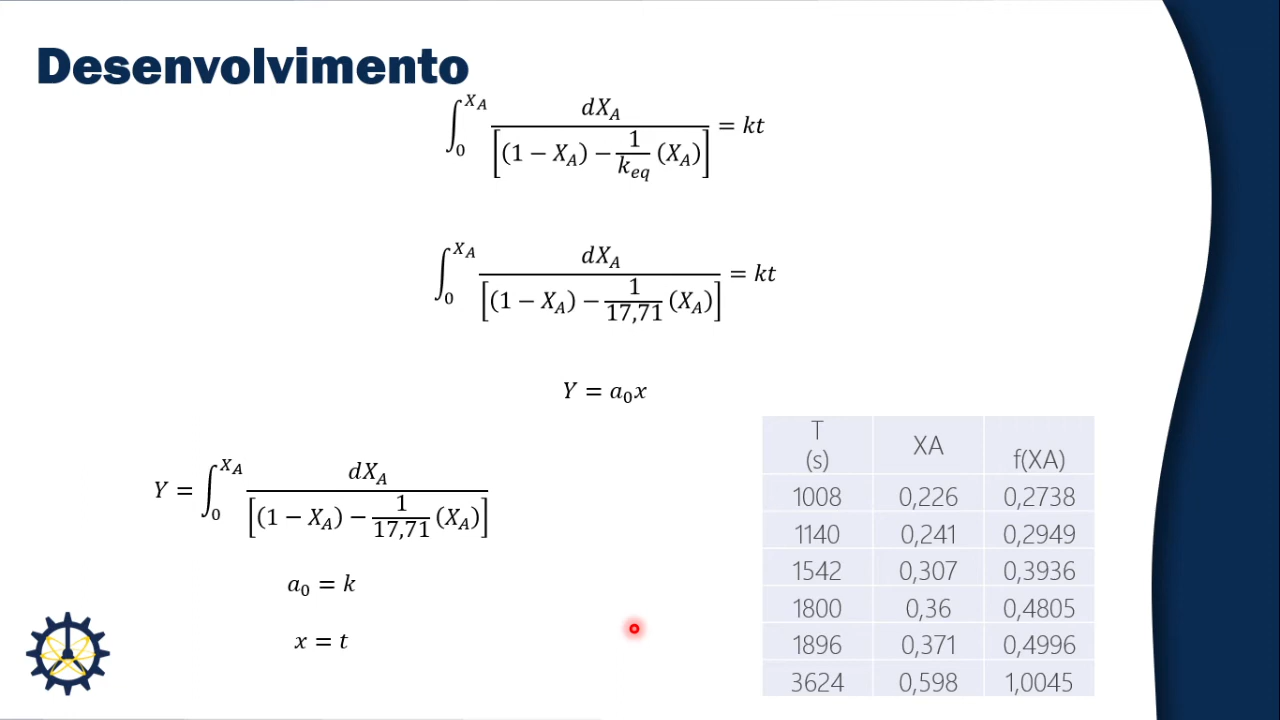 Desenvolvimento
∫₀^{X_A} dX_A / [(1 − X_A) − 1/k_eq (X_A)] = kt
∫₀^{X_A} dX_A / [(1 − X_A) − 1/17,71 (X_A)] = kt
Y = a₀x
Y = ∫₀^{X_A} dX_A / [(1 − X_A) − 1/17,71 (X_A)]
a₀ = k
x = t
T (s) XA f(XA)
1008 0,226 0,2738
1140 0,241 0,2949
1542 0,307 0,3936
1800 0,36 0,4805
1896 0,371 0,4996
3624 0,598 1,0045